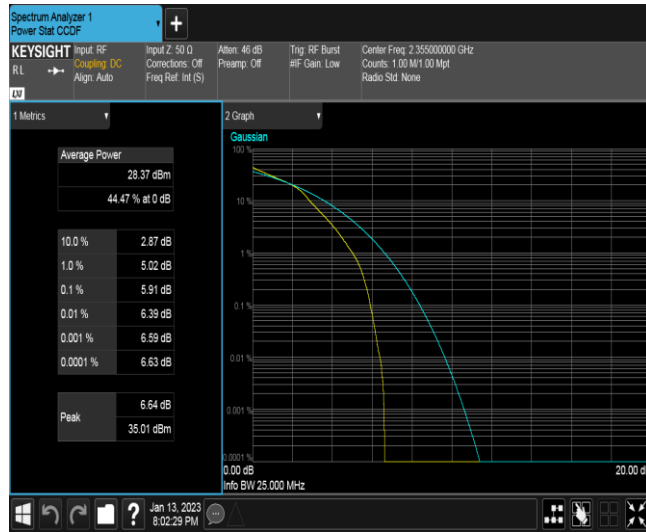 Spectrum Analyzer 1
Power Stat CCDF
KEYSIGHT
RL
LXI
Input: RF
Coupling: DC
Align: Auto
Input Z: 50 Ω
Corrections: Off
Freq Ref: Int (S)
Atten: 46 dB
Preamp: Off
Trig: RF Burst
#IF Gain: Low
Center Freq: 2.355000000 GHz
Counts: 1.00 M/1.00 Mpt
Radio Std: None
1 Metrics
Average Power
28.37 dBm
44.47 % at 0 dB
10.0 % 2.87 dB
1.0 % 5.02 dB
0.1 % 5.91 dB
0.01 % 6.39 dB
0.001 % 6.59 dB
0.0001 % 6.63 dB
Peak
6.64 dB
35.01 dBm
2 Graph
Gaussian
100 %
10 %
1 %
0.1 %
0.01 %
0.001 %
0.0001 %
0.00 dB
20.00 d
Info BW 25.000 MHz
?
Jan 13, 2023
8:02:29 PM